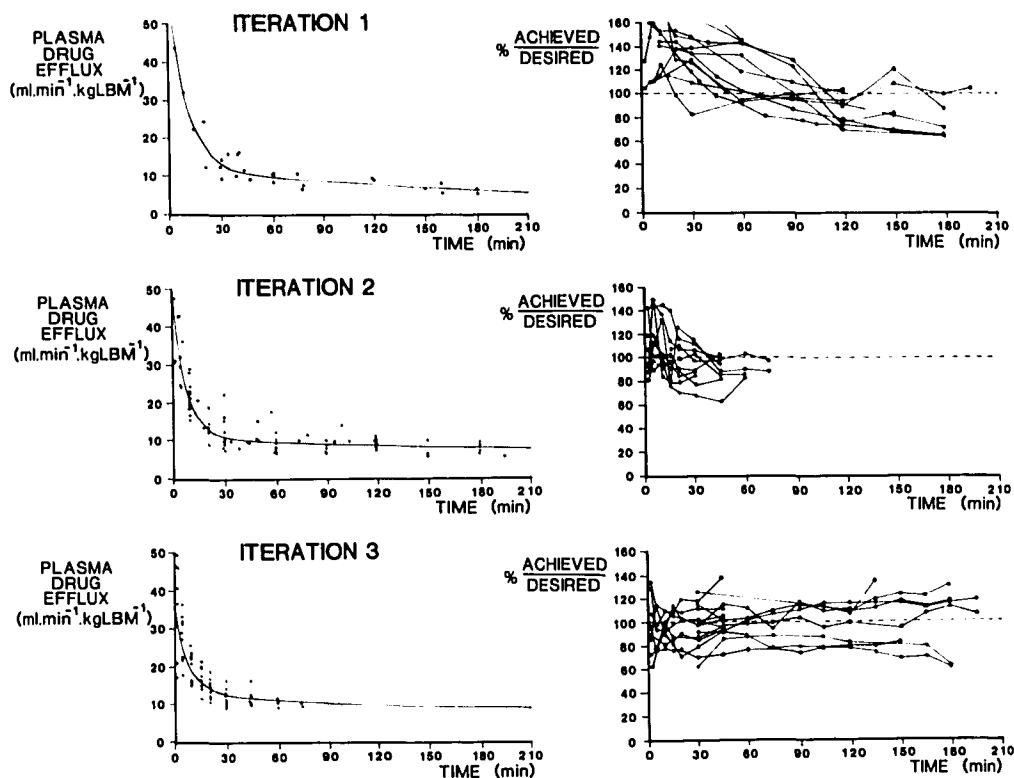 ITERATION 1
PLASMA
DRUG
EFFLUX
(ml.min⁻¹.kgLBM⁻¹)
50
40
30
20
10
0
0 30 60 90 120 150 180 210
TIME (min)
% ACHIEVED
DESIRED
160
140
120
100
80
60
40
20
0
0 30 60 90 120 150 180 210
TIME (min)
ITERATION 2
PLASMA
DRUG
EFFLUX
(ml.min⁻¹.kgLBM⁻¹)
50
40
30
20
10
0
0 30 60 90 120 150 180 210
TIME (min)
% ACHIEVED
DESIRED
160
140
120
100
80
60
40
20
0
0 30 60 90 120 150 180 210
TIME (min)
ITERATION 3
PLASMA
DRUG
EFFLUX
(ml.min⁻¹.kgLBM⁻¹)
50
40
30
20
10
0
0 30 60 90 120 150 180 210
TIME (min)
% ACHIEVED
DESIRED
160
140
120
100
80
60
40
20
0
0 30 60 90 120 150 180 210
TIME (min)